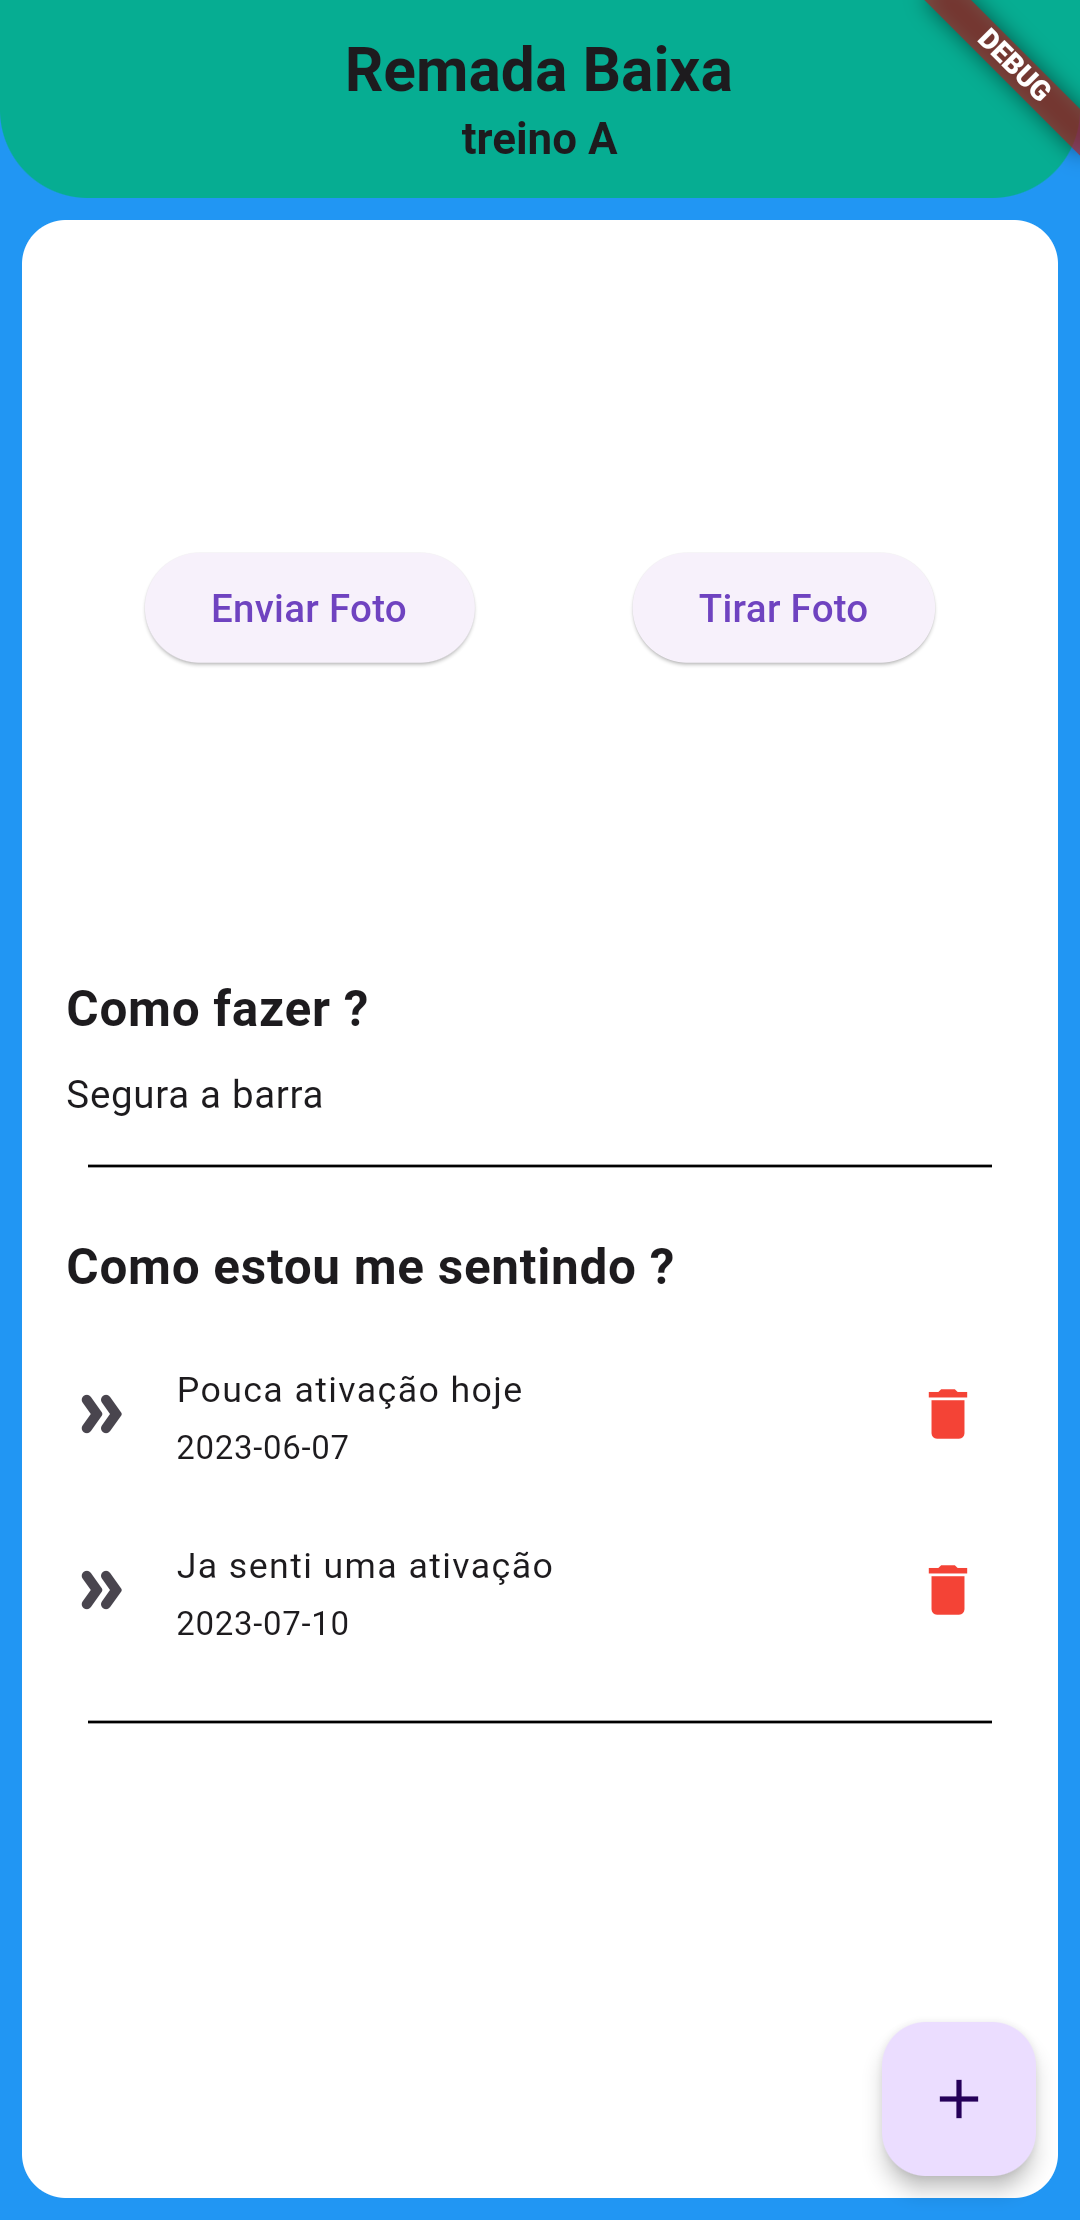 Remada Baixa
treino A
DEBUG
Enviar Foto
Tirar Foto
Como fazer ?
Segura a barra
Como estou me sentindo ?
Pouca ativação hoje
2023-06-07
Ja senti uma ativação
2023-07-10